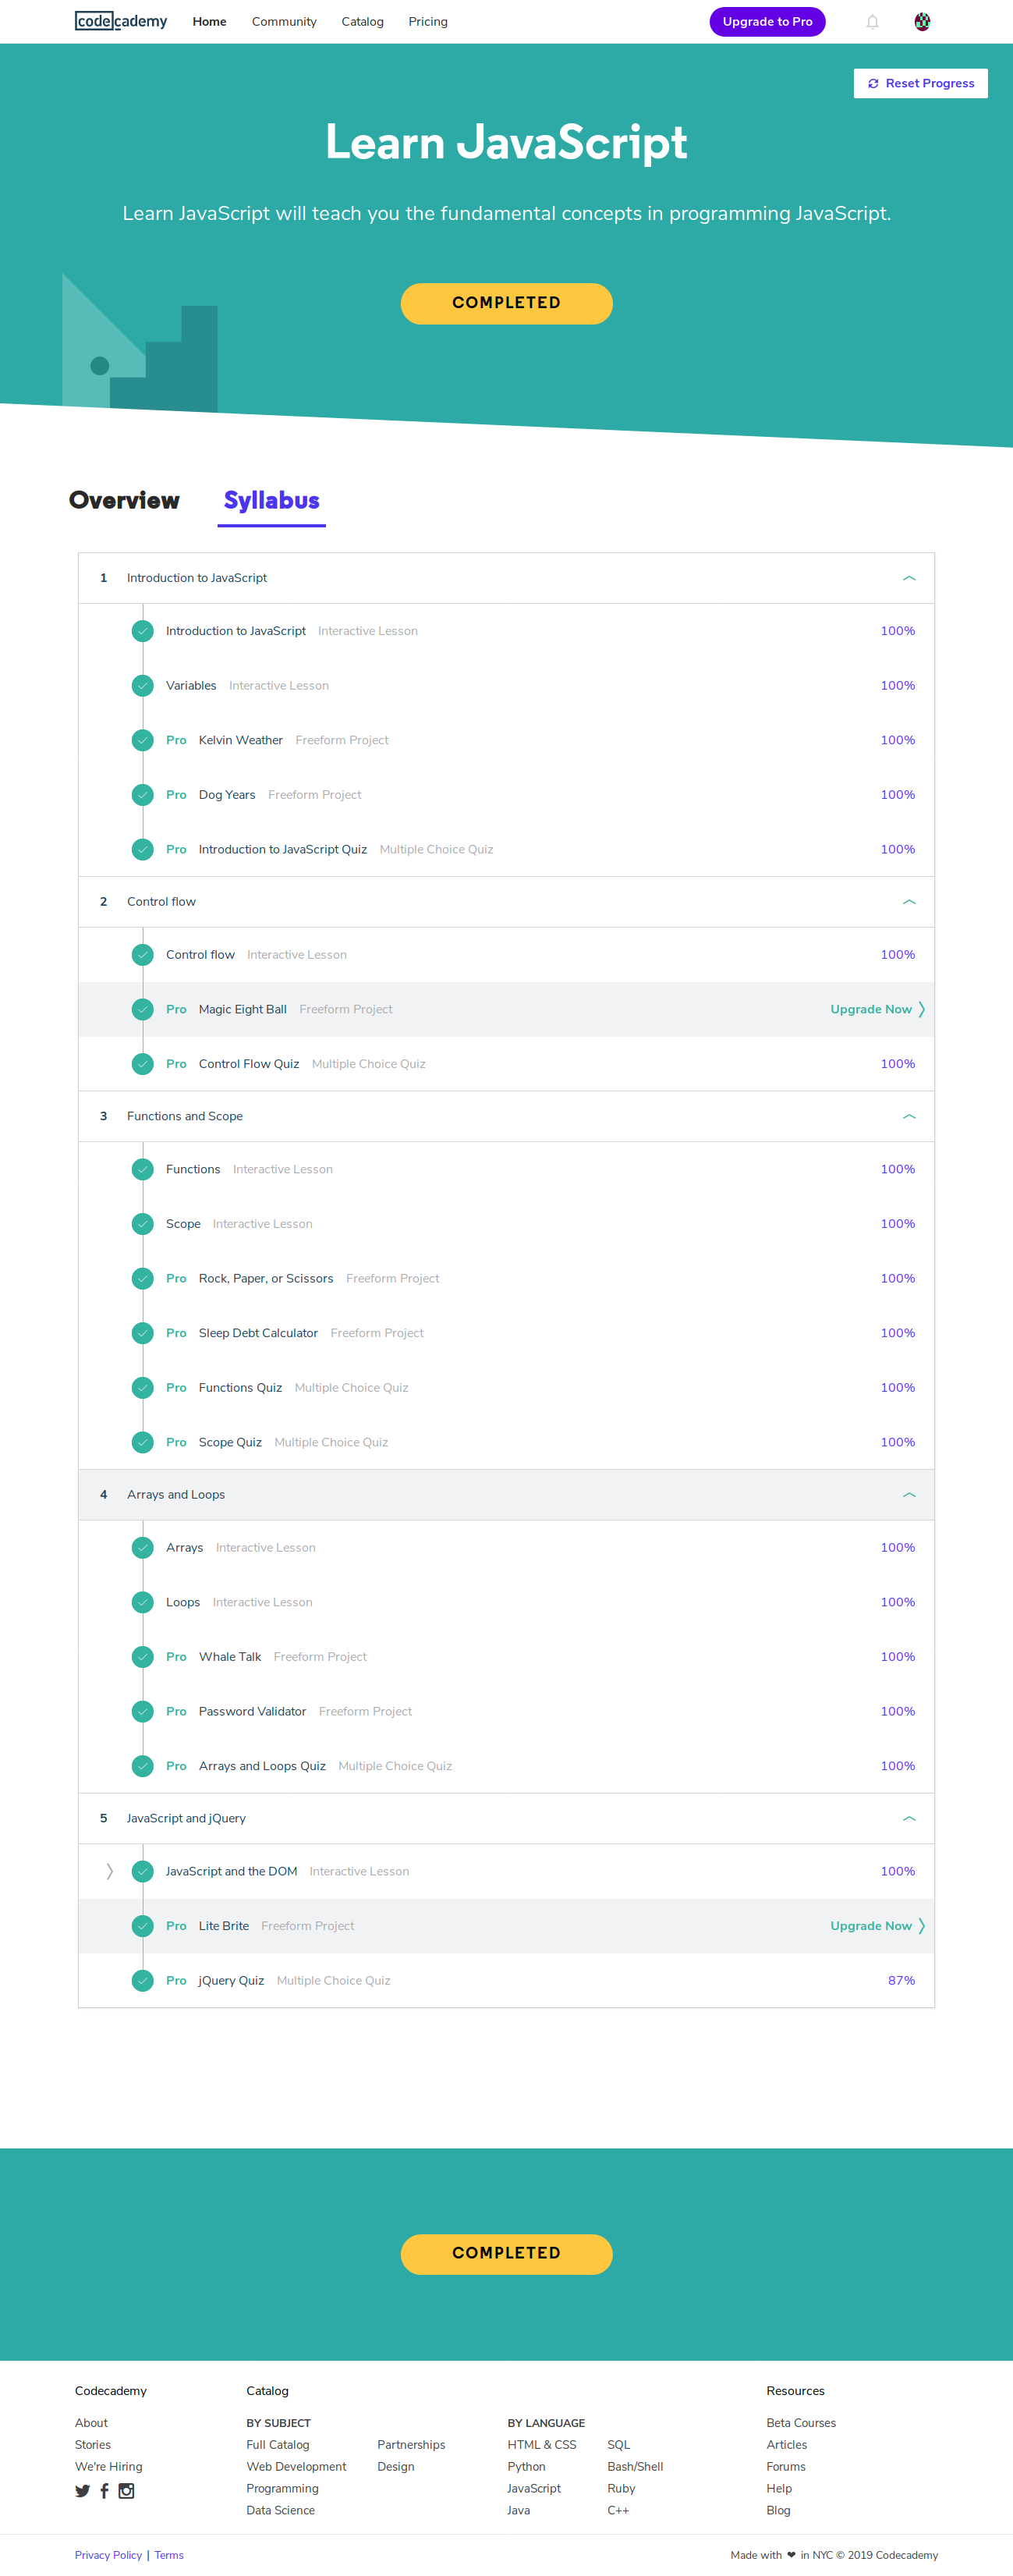 codecademy Home Community Catalog Pricing Upgrade to Pro
Reset Progress
Learn JavaScript
Learn JavaScript will teach you the fundamental concepts in programming JavaScript.
COMPLETED
Overview Syllabus
1 Introduction to JavaScript
Introduction to JavaScript Interactive Lesson 100%
Variables Interactive Lesson 100%
Pro Kelvin Weather Freeform Project 100%
Pro Dog Years Freeform Project 100%
Pro Introduction to JavaScript Quiz Multiple Choice Quiz 100%
2 Control flow
Control flow Interactive Lesson 100%
Pro Magic Eight Ball Freeform Project Upgrade Now
Pro Control Flow Quiz Multiple Choice Quiz 100%
3 Functions and Scope
Functions Interactive Lesson 100%
Scope Interactive Lesson 100%
Pro Rock, Paper, or Scissors Freeform Project 100%
Pro Sleep Debt Calculator Freeform Project 100%
Pro Functions Quiz Multiple Choice Quiz 100%
Pro Scope Quiz Multiple Choice Quiz 100%
4 Arrays and Loops
Arrays Interactive Lesson 100%
Loops Interactive Lesson 100%
Pro Whale Talk Freeform Project 100%
Pro Password Validator Freeform Project 100%
Pro Arrays and Loops Quiz Multiple Choice Quiz 100%
5 JavaScript and jQuery
JavaScript and the DOM Interactive Lesson 100%
Pro Lite Brite Freeform Project Upgrade Now
Pro jQuery Quiz Multiple Choice Quiz 87%
COMPLETED
Codecademy Catalog Resources
About BY SUBJECT BY LANGUAGE Beta Courses
Stories Full Catalog Partnerships HTML & CSS SQL Articles
We're Hiring Web Development Design Python Bash/Shell Forums
Programming JavaScript Ruby Help
Data Science Java C++ Blog
Privacy Policy | Terms Made with ❤ in NYC © 2019 Codecademy